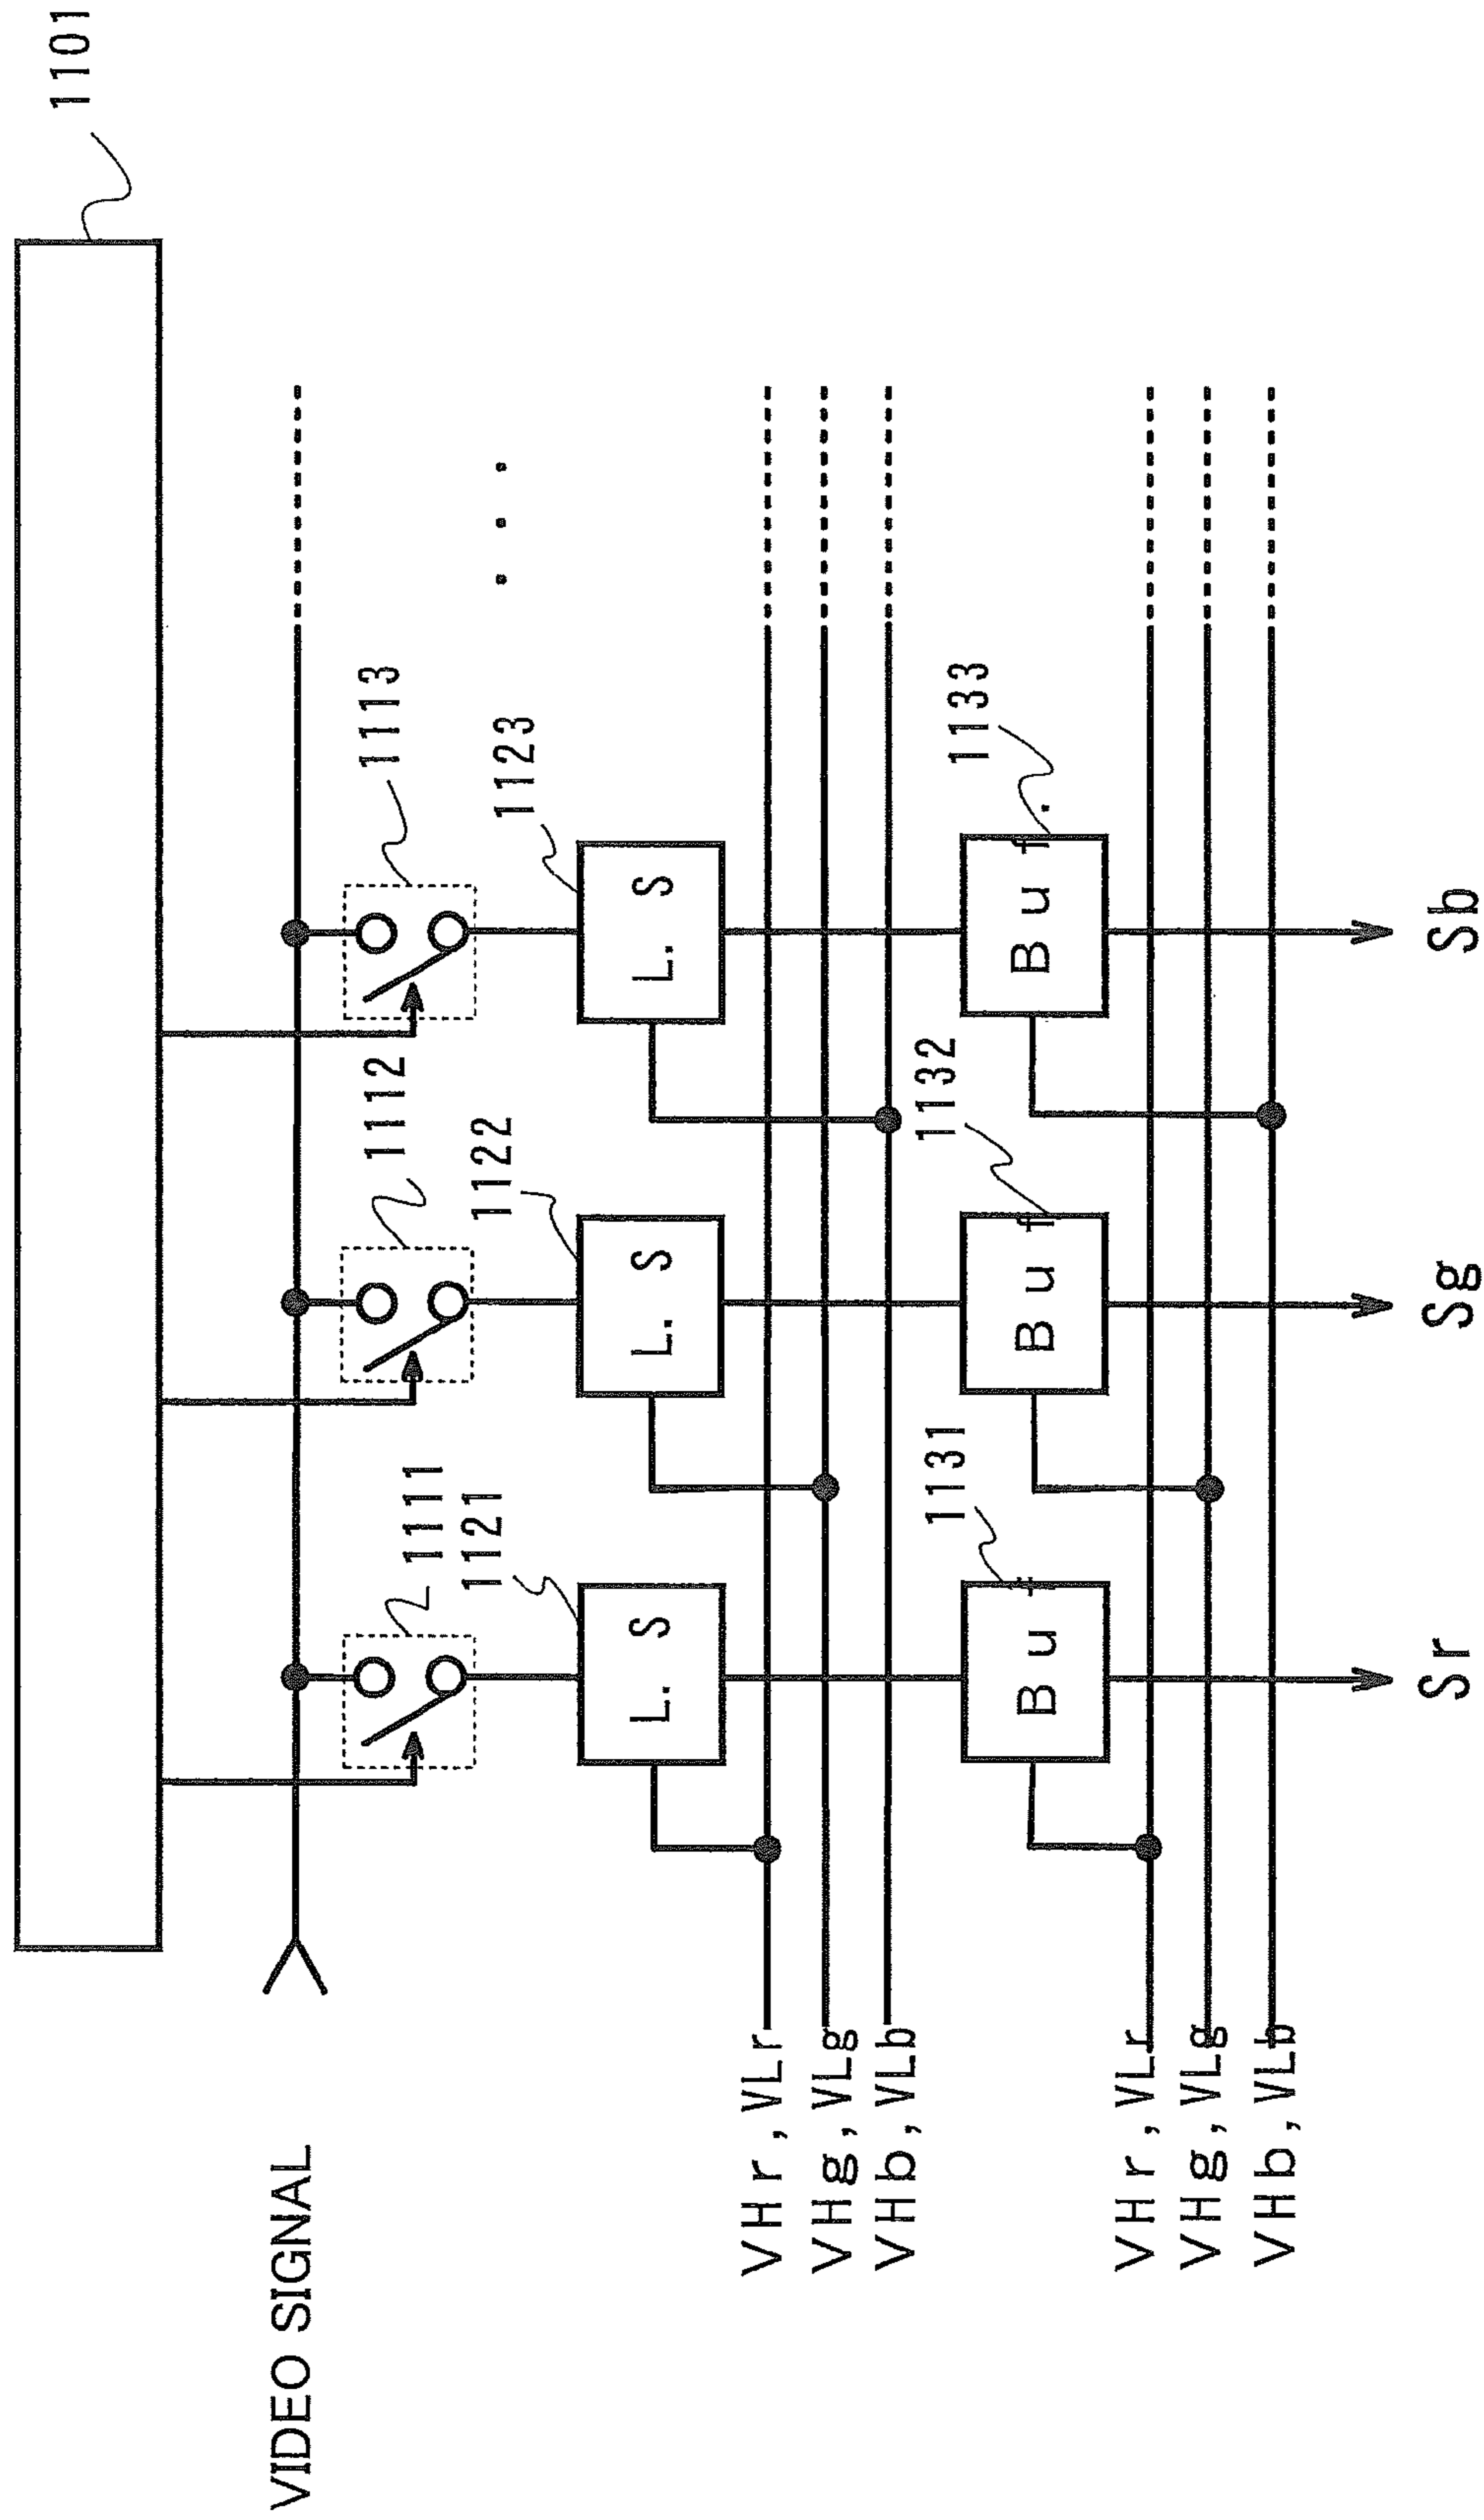 1101
VIDEO SIGNAL
1111
1112
1113
1121
1122
1123
L. S
L. S
L. S
VHr, VLr
VHg, VLg
VHb, VLb
1131
1132
1133
Buf
Buf
Buf.
VHr, VLr
VHg, VLg
VHb, VLb
Sr
Sg
Sb